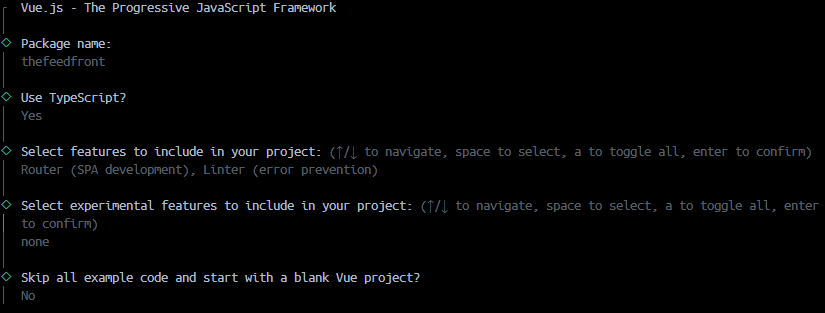 Vue.js - The Progressive JavaScript Framework
Package name:
thefeedfront
Use TypeScript?
Yes
Select features to include in your project: (↑/↓ to navigate, space to select, a to toggle all, enter to confirm)
Router (SPA development), Linter (error prevention)
Select experimental features to include in your project: (↑/↓ to navigate, space to select, a to toggle all, enter
to confirm)
none
Skip all example code and start with a blank Vue project?
No